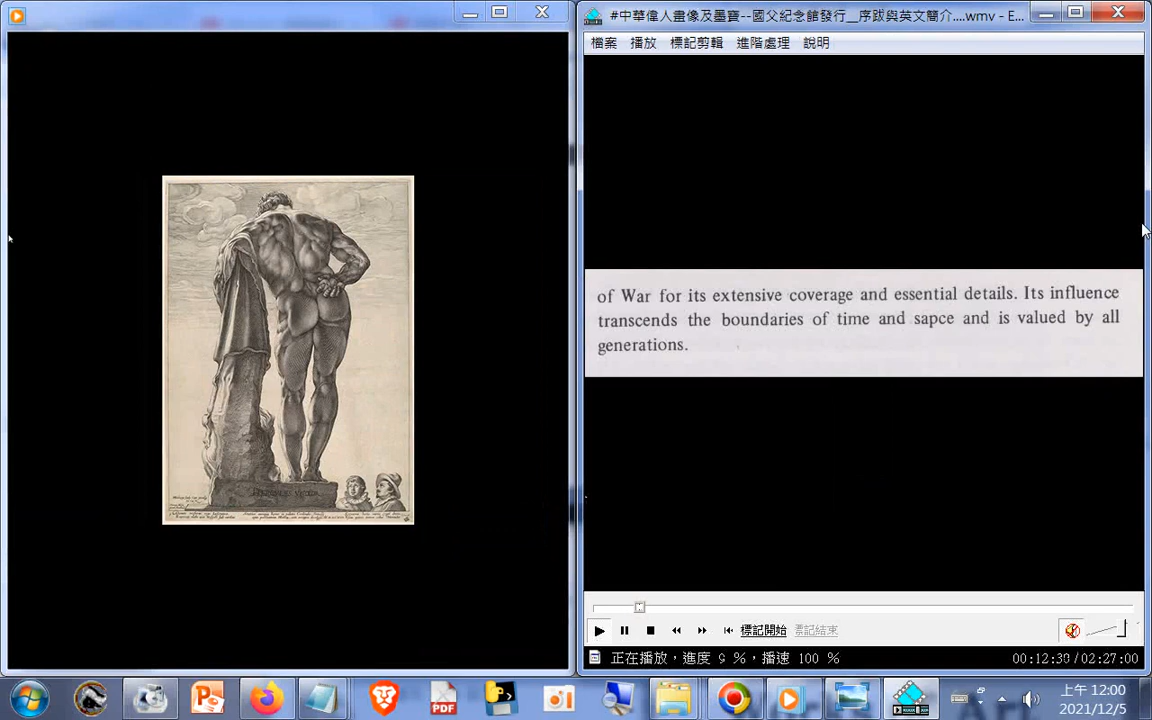 #中華偉人畫像及墨寶--國父紀念館發行__序跋與英文簡介....wmv - E...
檔案 播放 標記剪輯 進階處理 說明
of War for its extensive coverage and essential details. Its influence
transcends the boundaries of time and sapce and is valued by all
generations.
標記開始 標記結束
正在播放，進度 9 %，播速 100 %
00:12:30 / 02:27:00
PDF
上午 12:00
2021/12/5